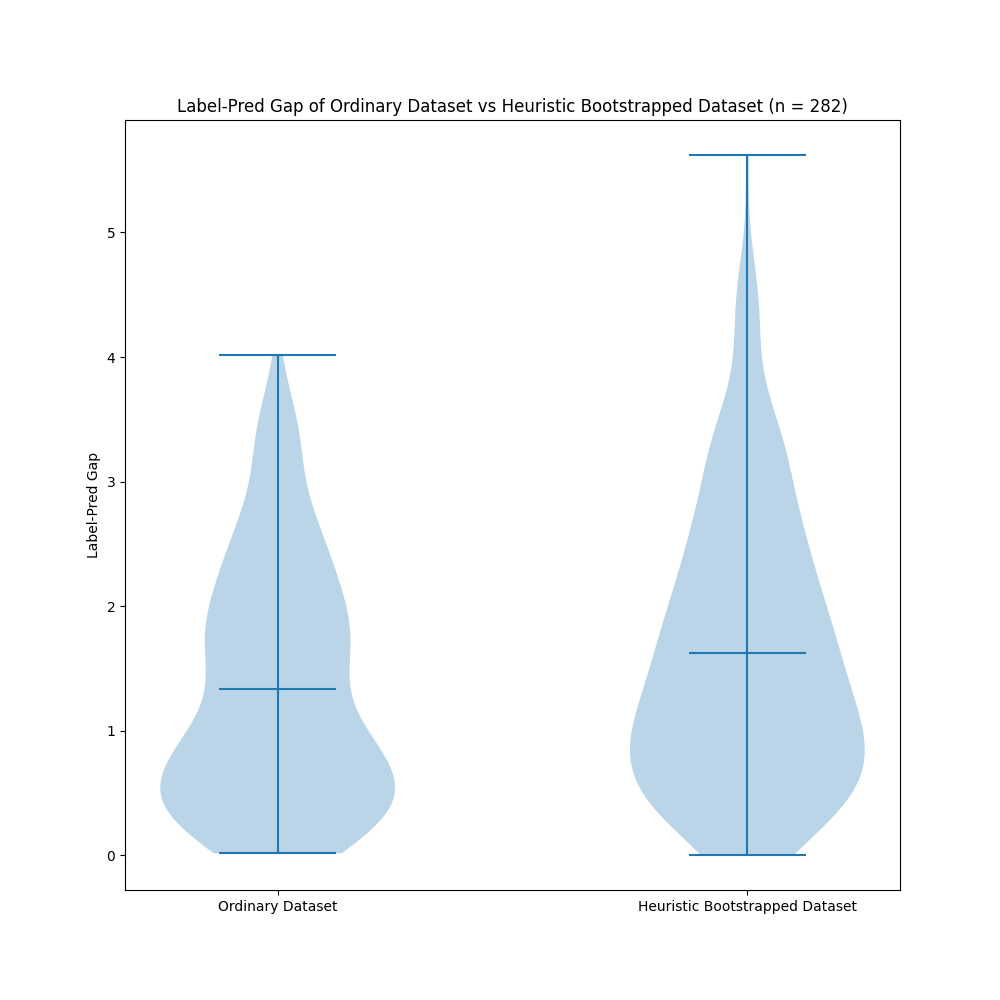 Label-Pred Gap of Ordinary Dataset vs Heuristic Bootstrapped Dataset (n = 282)
Label-Pred Gap
5
4
3
2
1
0
Ordinary Dataset
Heuristic Bootstrapped Dataset